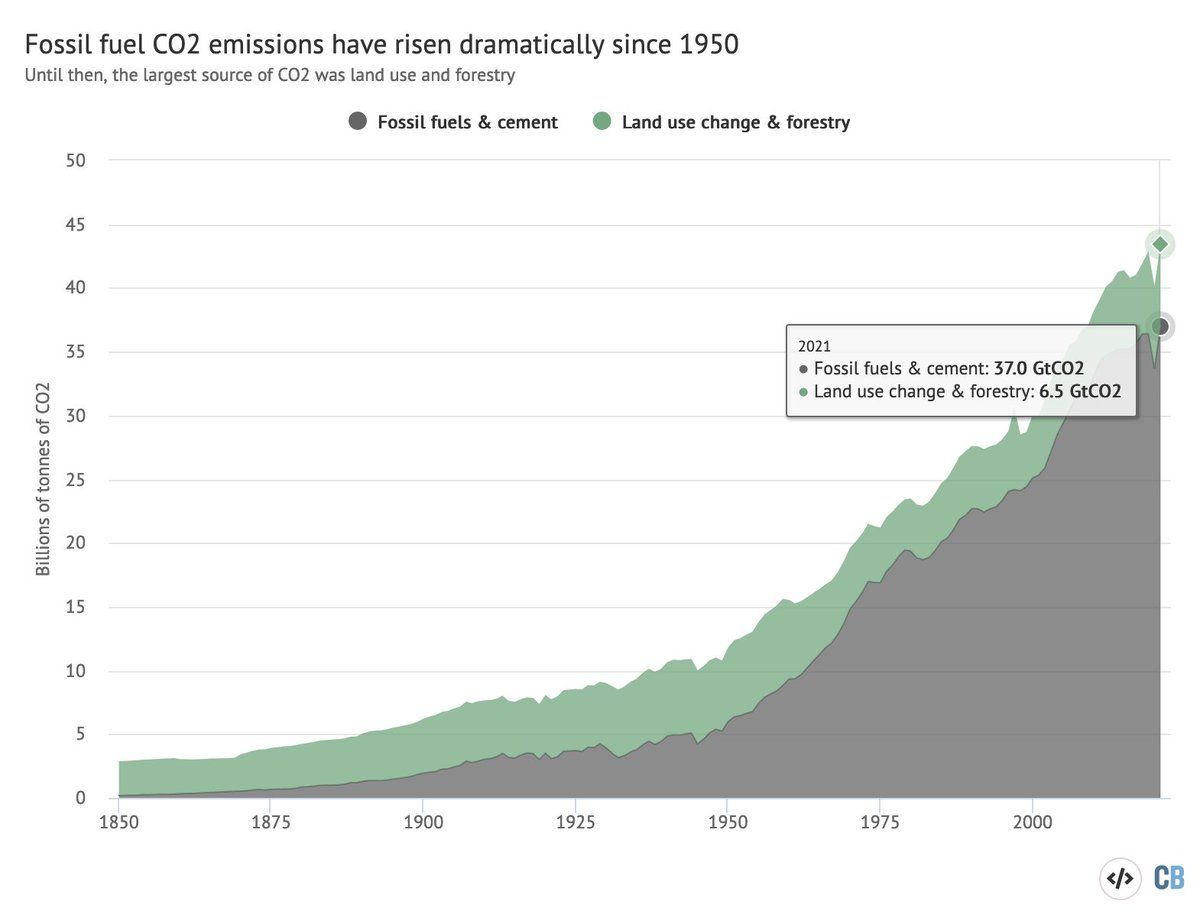 Fossil fuel CO2 emissions have risen dramatically since 1950
Until then, the largest source of CO2 was land use and forestry
Fossil fuels & cement
Land use change & forestry
Billions of tonnes of CO2
50
45
40
35
30
25
20
15
10
5
0
2021
Fossil fuels & cement: 37.0 GtCO2
Land use change & forestry: 6.5 GtCO2
1850 1875 1900 1925 1950 1975 2000
</> CB